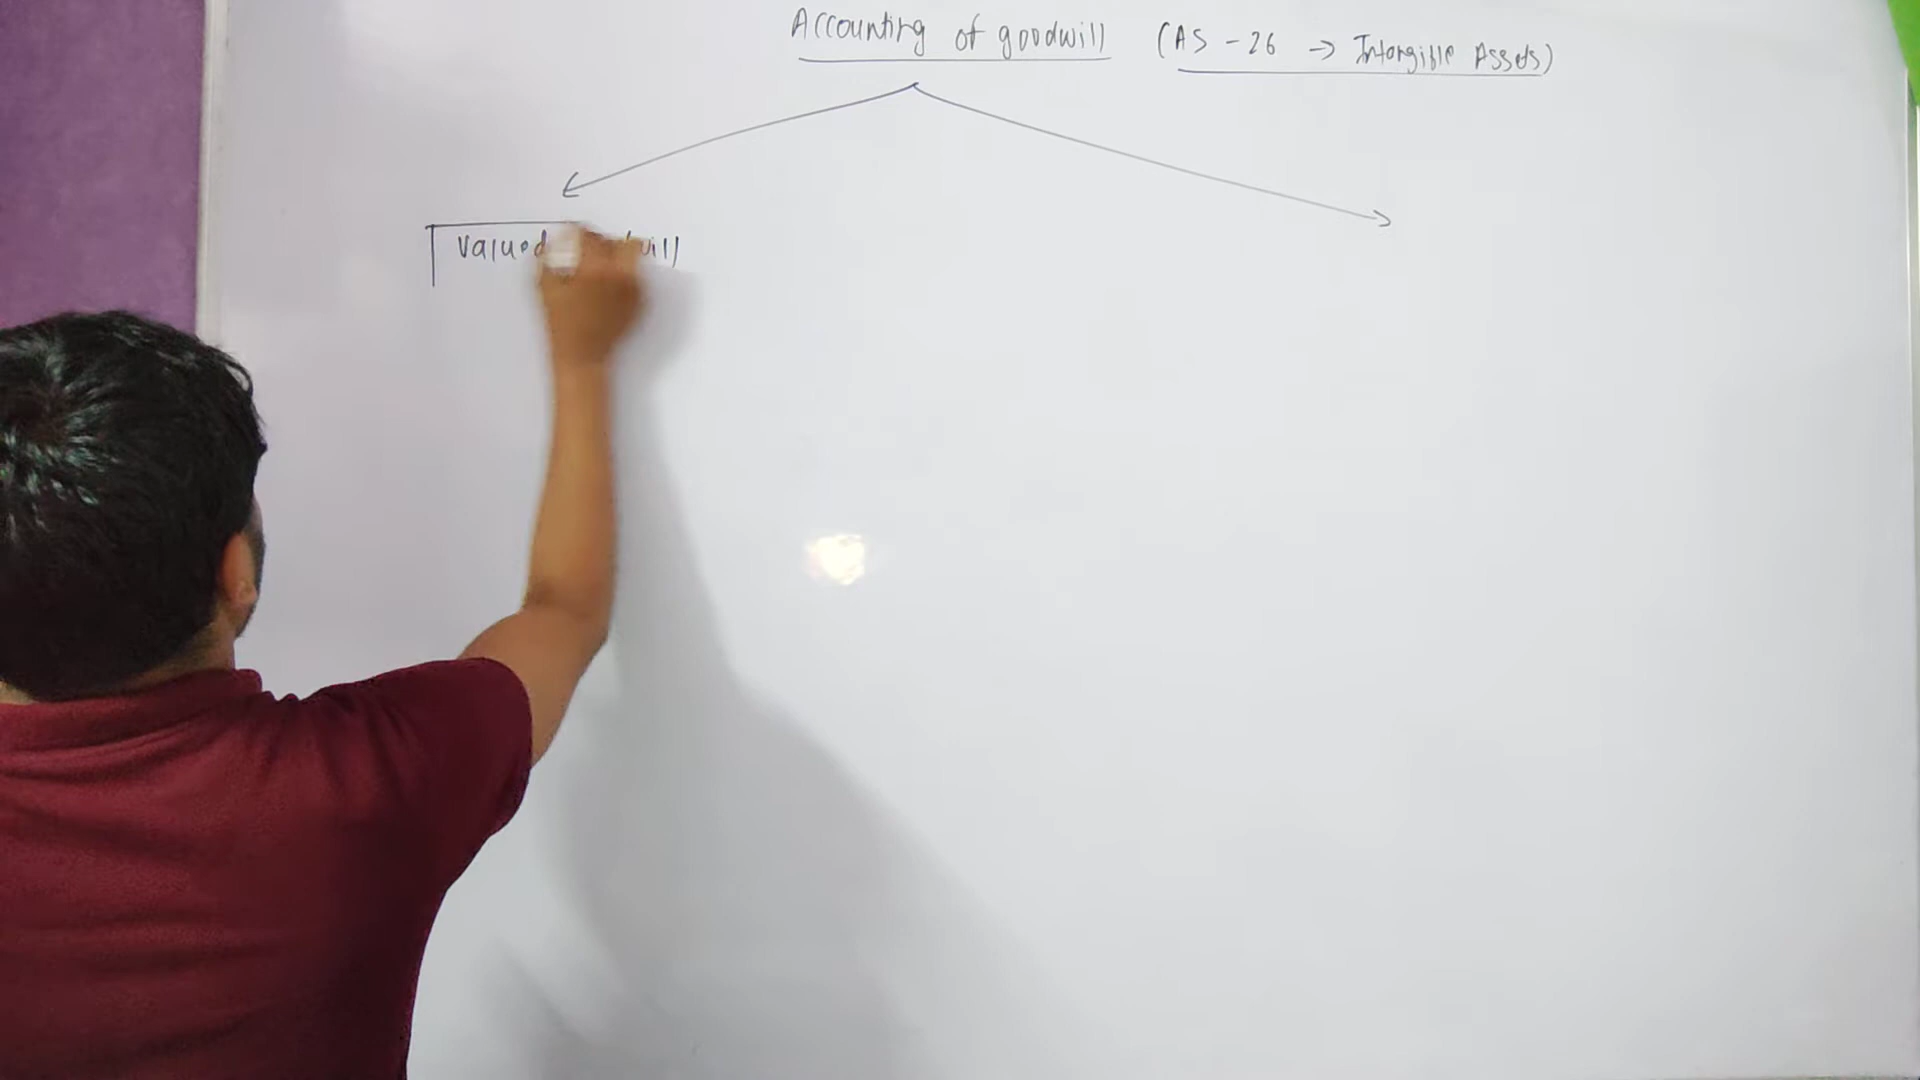 Accounting of goodwill (AS - 26 → Intangible Assets)
Valued